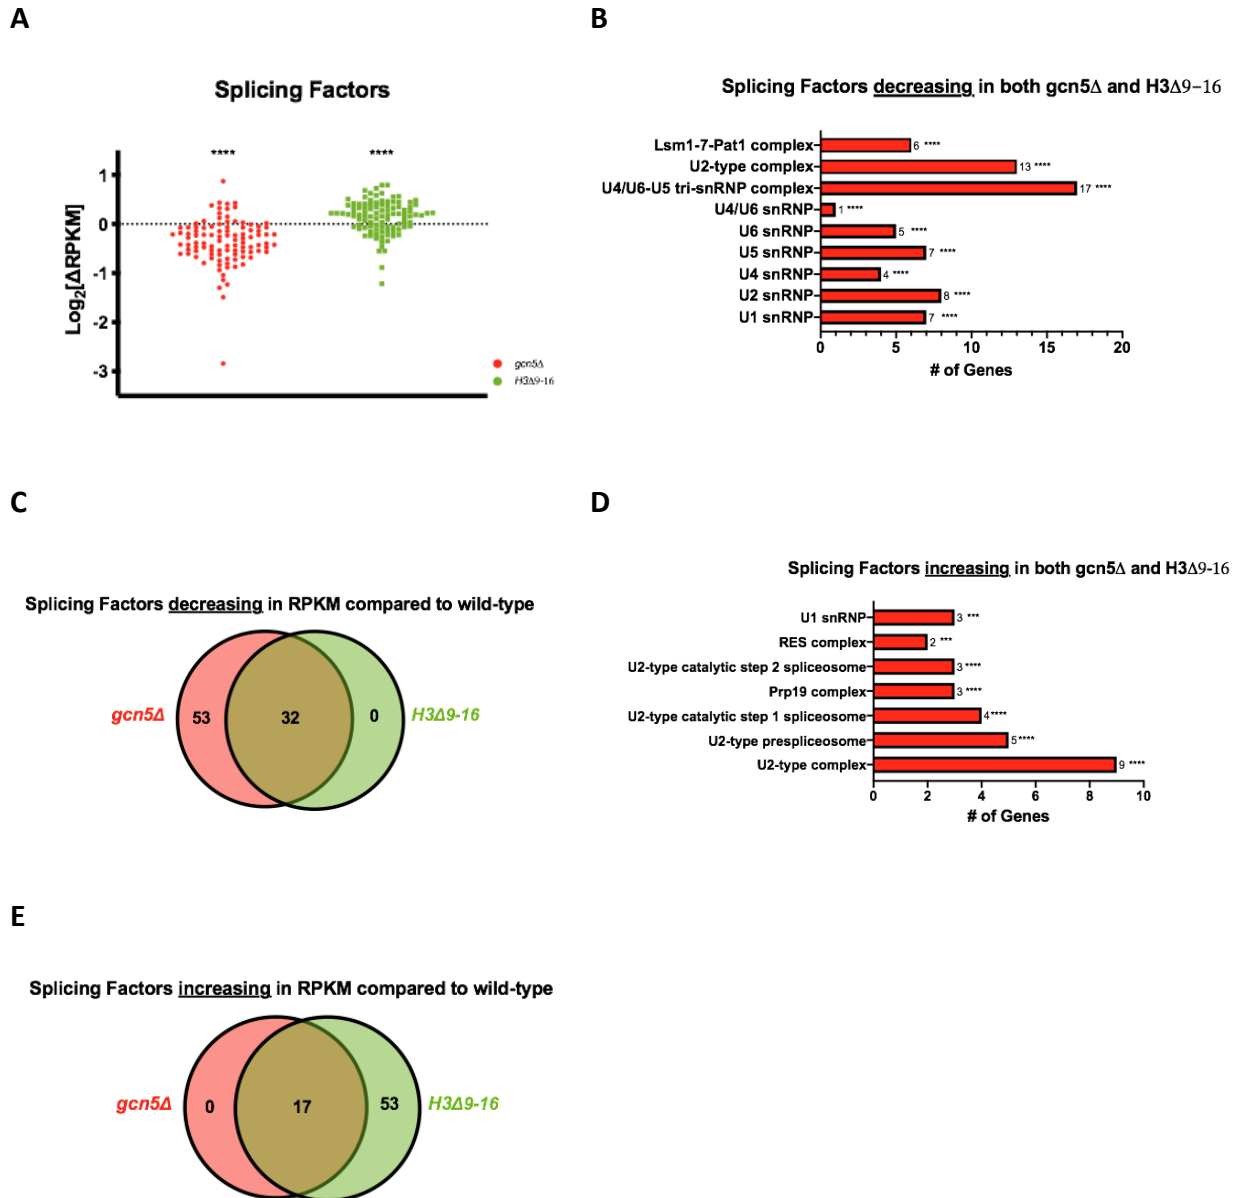 A
Splicing Factors
**** ****
1
0
-1
-2
-3
Log2[ΔRPKM]
gcn5Δ
H3Δ9-16
B
Splicing Factors decreasing in both gcn5Δ and H3Δ9–16
Lsm1-7-Pat1 complex 6 ****
U2-type complex 13 ****
U4/U6-U5 tri-snRNP complex 17 ****
U4/U6 snRNP 1 ****
U6 snRNP 5 ****
U5 snRNP 7 ****
U4 snRNP 4 ****
U2 snRNP 8 ****
U1 snRNP 7 ****
0 5 10 15 20
# of Genes
C
Splicing Factors decreasing in RPKM compared to wild-type
gcn5Δ 53 32 0 H3Δ9-16
D
Splicing Factors increasing in both gcn5Δ and H3Δ9-16
U1 snRNP 3 ***
RES complex 2 ***
U2-type catalytic step 2 spliceosome 3 ****
Prp19 complex 3 ****
U2-type catalytic step 1 spliceosome 4 ****
U2-type prespliceosome 5 ****
U2-type complex 9 ****
0 2 4 6 8 10
# of Genes
E
Splicing Factors increasing in RPKM compared to wild-type
gcn5Δ 0 17 53 H3Δ9-16